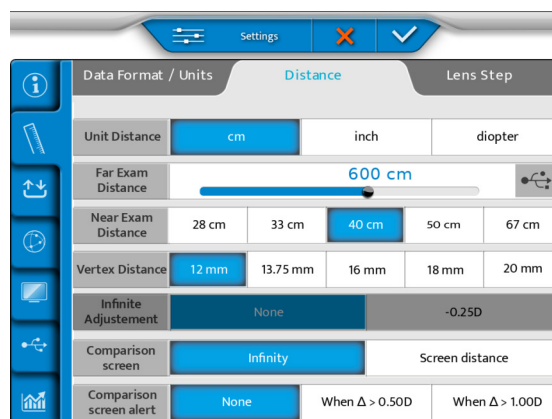 Settings
Data Format / Units Distance Lens Step
Unit Distance cm inch diopter
Far Exam Distance 600 cm
Near Exam Distance 28 cm 33 cm 40 cm 50 cm 67 cm
Vertex Distance 12 mm 13.75 mm 16 mm 18 mm 20 mm
Infinite Adjustement None -0.25D
Comparison screen Infinity Screen distance
Comparison screen alert None When Δ > 0.50D When Δ > 1.00D